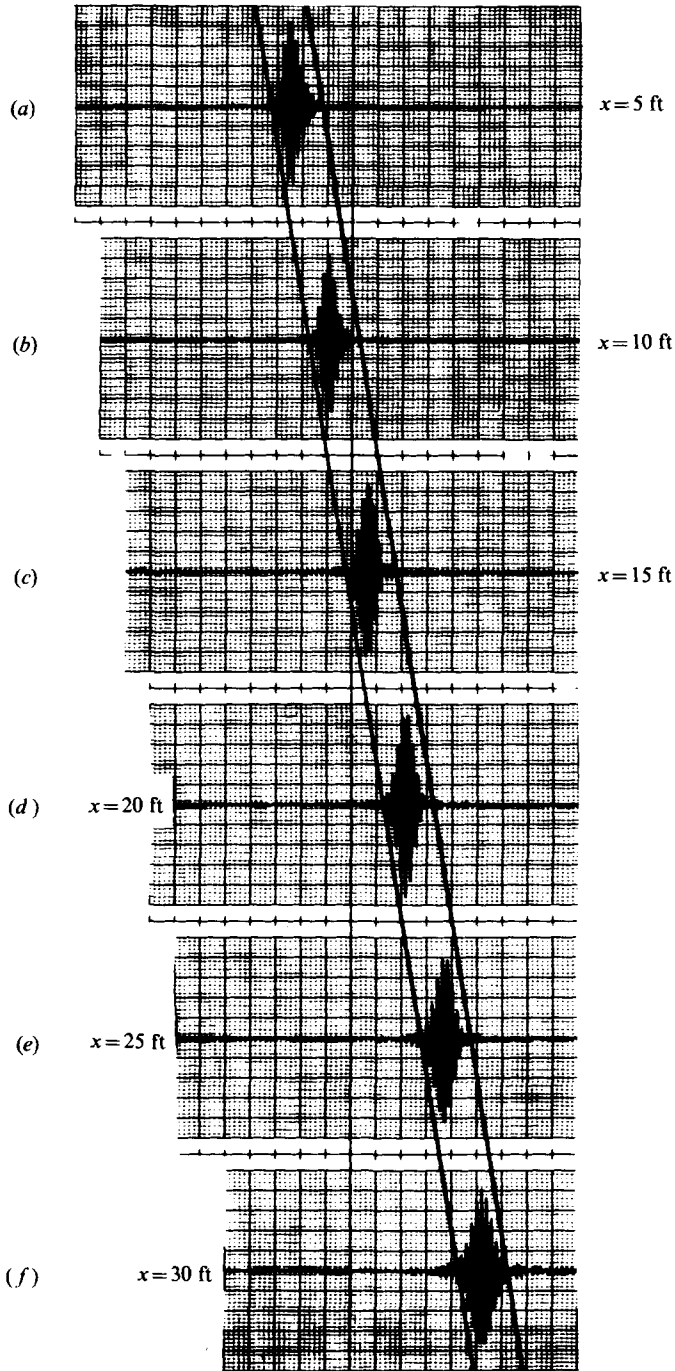 (a) x = 5 ft
(b) x = 10 ft
(c) x = 15 ft
(d) x = 20 ft
(e) x = 25 ft
(f) x = 30 ft